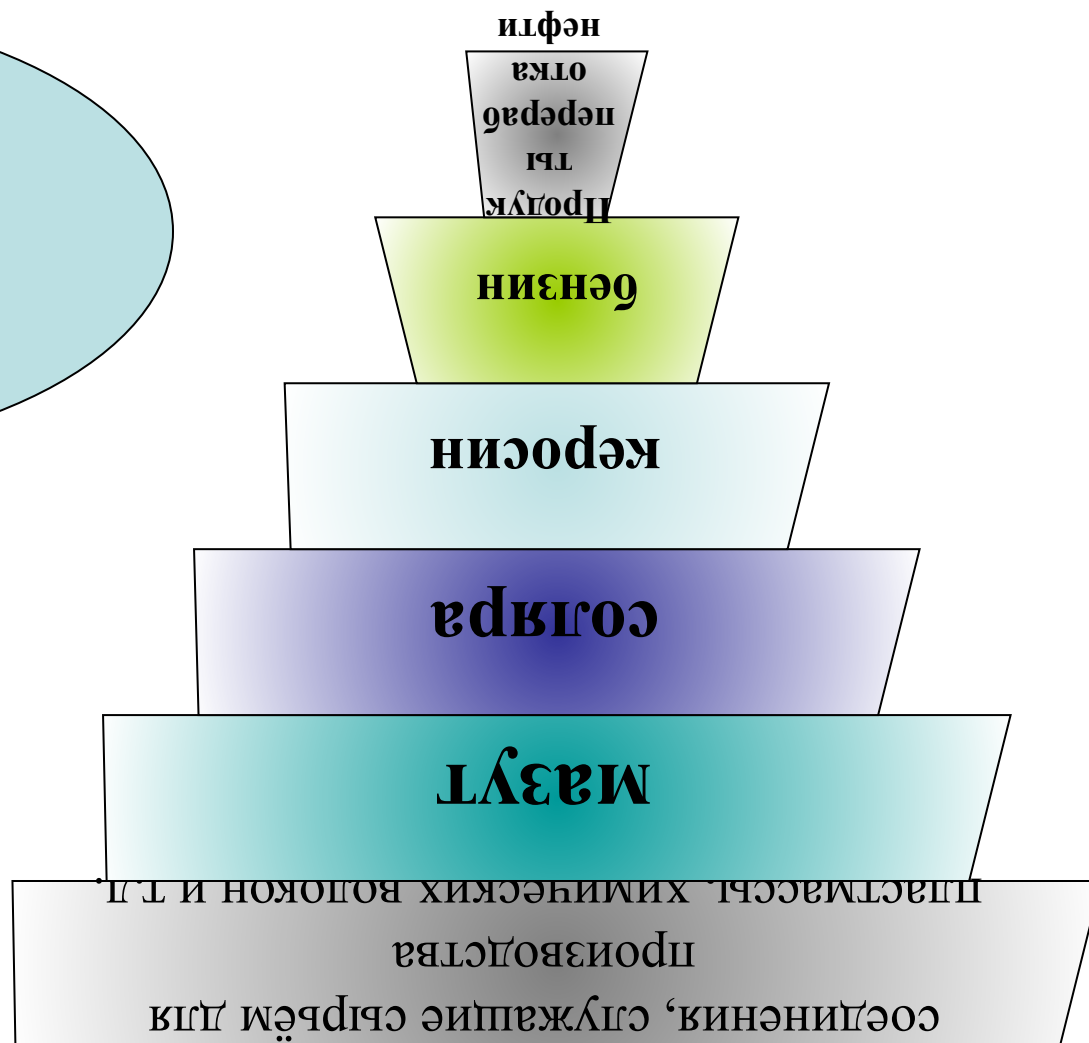 соединения, служащие сырьём для
производства
пластмассы, химических волокон и т.д.
мазут
соляра
керосин
бензин
Продук
ты
перераб
отка
нефти